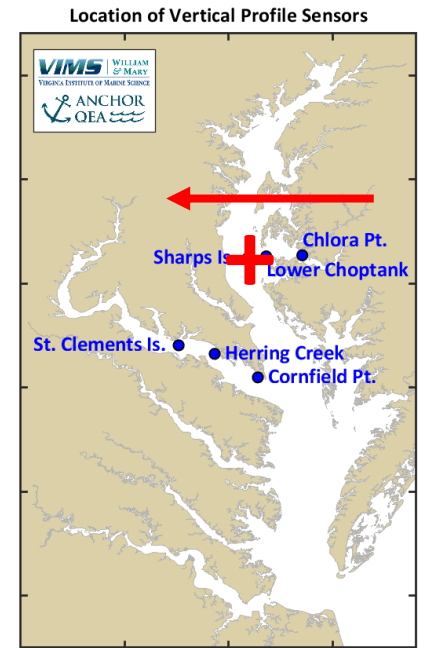 Location of Vertical Profile Sensors
VIMS | WILLIAM & MARY
VIRGINIA INSTITUTE OF MARINE SCIENCE
ANCHOR
QEA
Chlora Pt.
Sharps Is
Lower Choptank
St. Clements Is.
Herring Creek
Cornfield Pt.